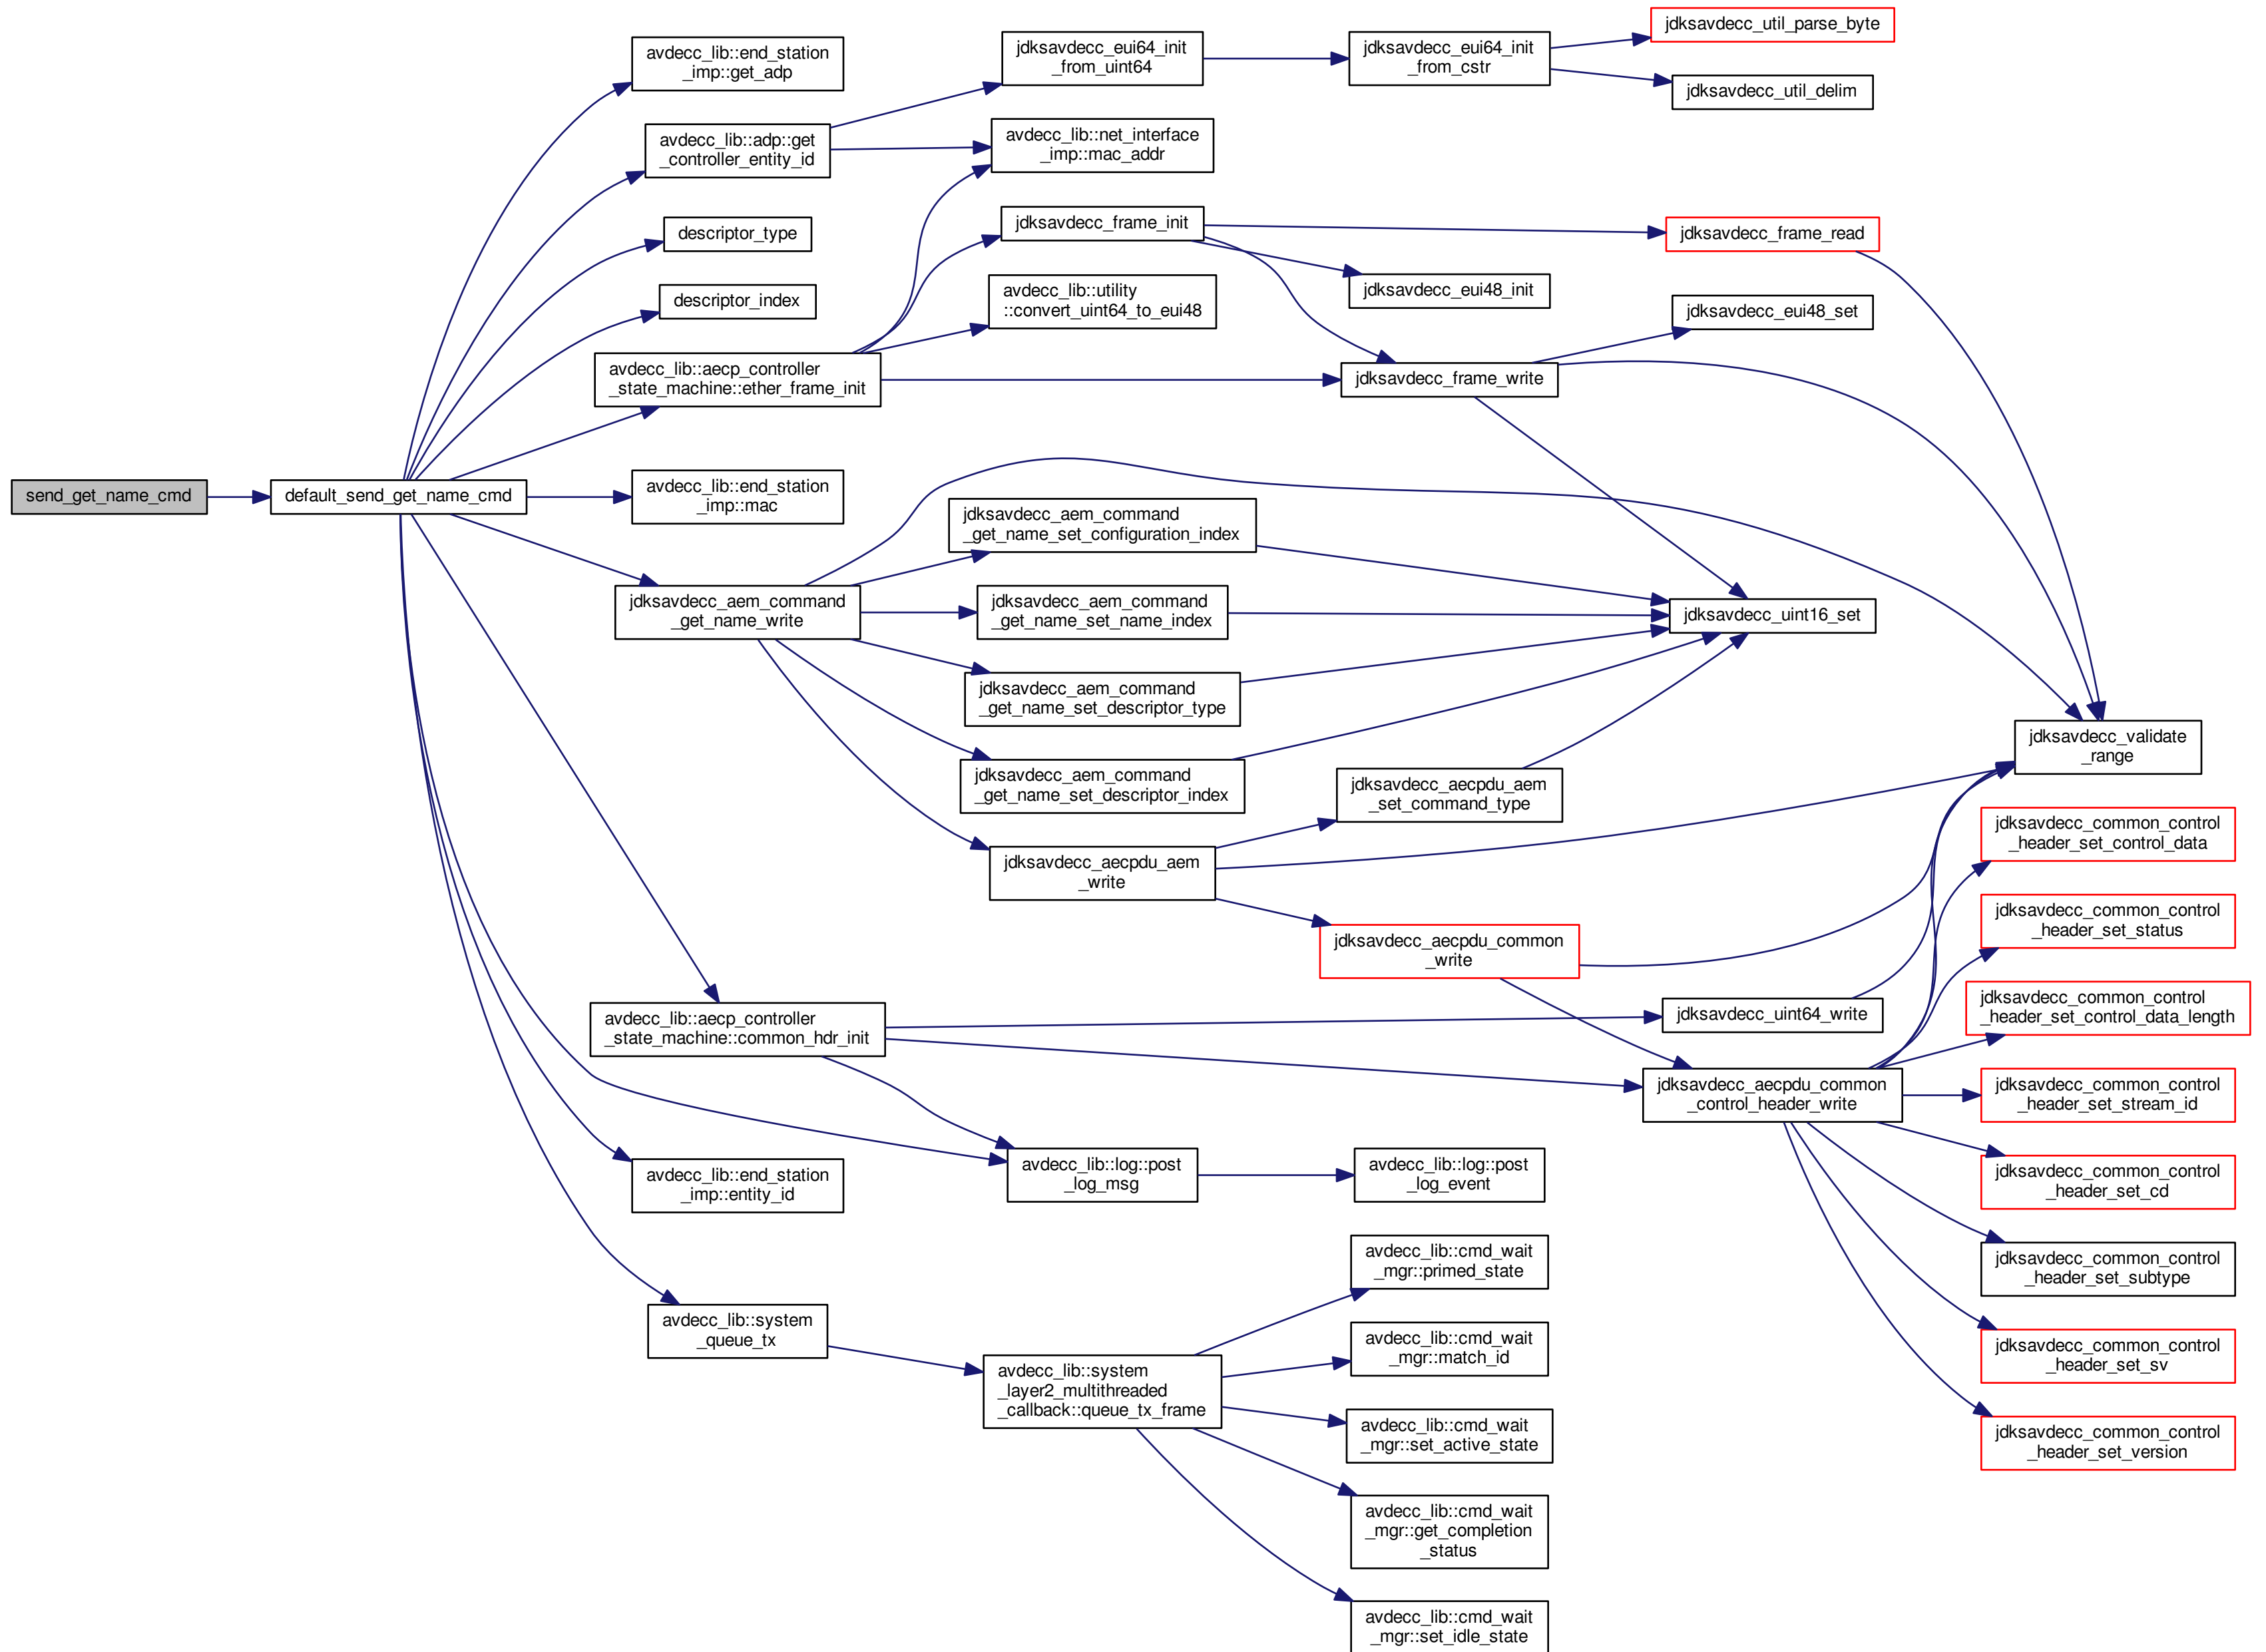 send_get_name_cmd
default_send_get_name_cmd
avdecc_lib::end_station
_imp::get_adp
avdecc_lib::adp::get
_controller_entity_id
descriptor_type
descriptor_index
avdecc_lib::aecp_controller
_state_machine::ether_frame_init
avdecc_lib::end_station
_imp::mac
jdksavdecc_aem_command
_get_name_write
avdecc_lib::aecp_controller
_state_machine::common_hdr_init
avdecc_lib::end_station
_imp::entity_id
avdecc_lib::system
_queue_tx
jdksavdecc_eui64_init
_from_uint64
avdecc_lib::net_interface
_imp::mac_addr
jdksavdecc_frame_init
avdecc_lib::utility
::convert_uint64_to_eui48
jdksavdecc_aem_command
_get_name_set_configuration_index
jdksavdecc_aem_command
_get_name_set_name_index
jdksavdecc_aem_command
_get_name_set_descriptor_type
jdksavdecc_aem_command
_get_name_set_descriptor_index
jdksavdecc_aecpdu_aem
_write
avdecc_lib::log::post
_log_msg
avdecc_lib::system
_layer2_multithreaded
_callback::queue_tx_frame
jdksavdecc_eui64_init
_from_cstr
jdksavdecc_eui48_init
jdksavdecc_frame_write
jdksavdecc_aecpdu_aem
_set_command_type
jdksavdecc_aecpdu_common
_write
avdecc_lib::log::post
_log_event
avdecc_lib::cmd_wait
_mgr::primed_state
avdecc_lib::cmd_wait
_mgr::match_id
avdecc_lib::cmd_wait
_mgr::set_active_state
avdecc_lib::cmd_wait
_mgr::get_completion
_status
avdecc_lib::cmd_wait
_mgr::set_idle_state
jdksavdecc_util_parse_byte
jdksavdecc_util_delim
jdksavdecc_frame_read
jdksavdecc_eui48_set
jdksavdecc_uint16_set
jdksavdecc_uint64_write
jdksavdecc_aecpdu_common
_control_header_write
jdksavdecc_validate
_range
jdksavdecc_common_control
_header_set_control_data
jdksavdecc_common_control
_header_set_status
jdksavdecc_common_control
_header_set_control_data_length
jdksavdecc_common_control
_header_set_stream_id
jdksavdecc_common_control
_header_set_cd
jdksavdecc_common_control
_header_set_subtype
jdksavdecc_common_control
_header_set_sv
jdksavdecc_common_control
_header_set_version